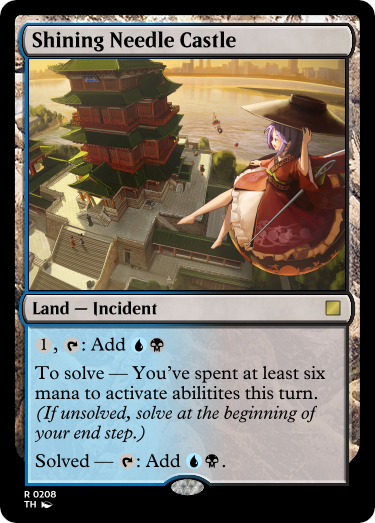 Shining Needle Castle
Land — Incident
1, T: Add
To solve — You've spent at least six
mana to activate abilitites this turn.
(If unsolved, solve at the beginning of
your end step.)
Solved — : Add .
R 0208
TH